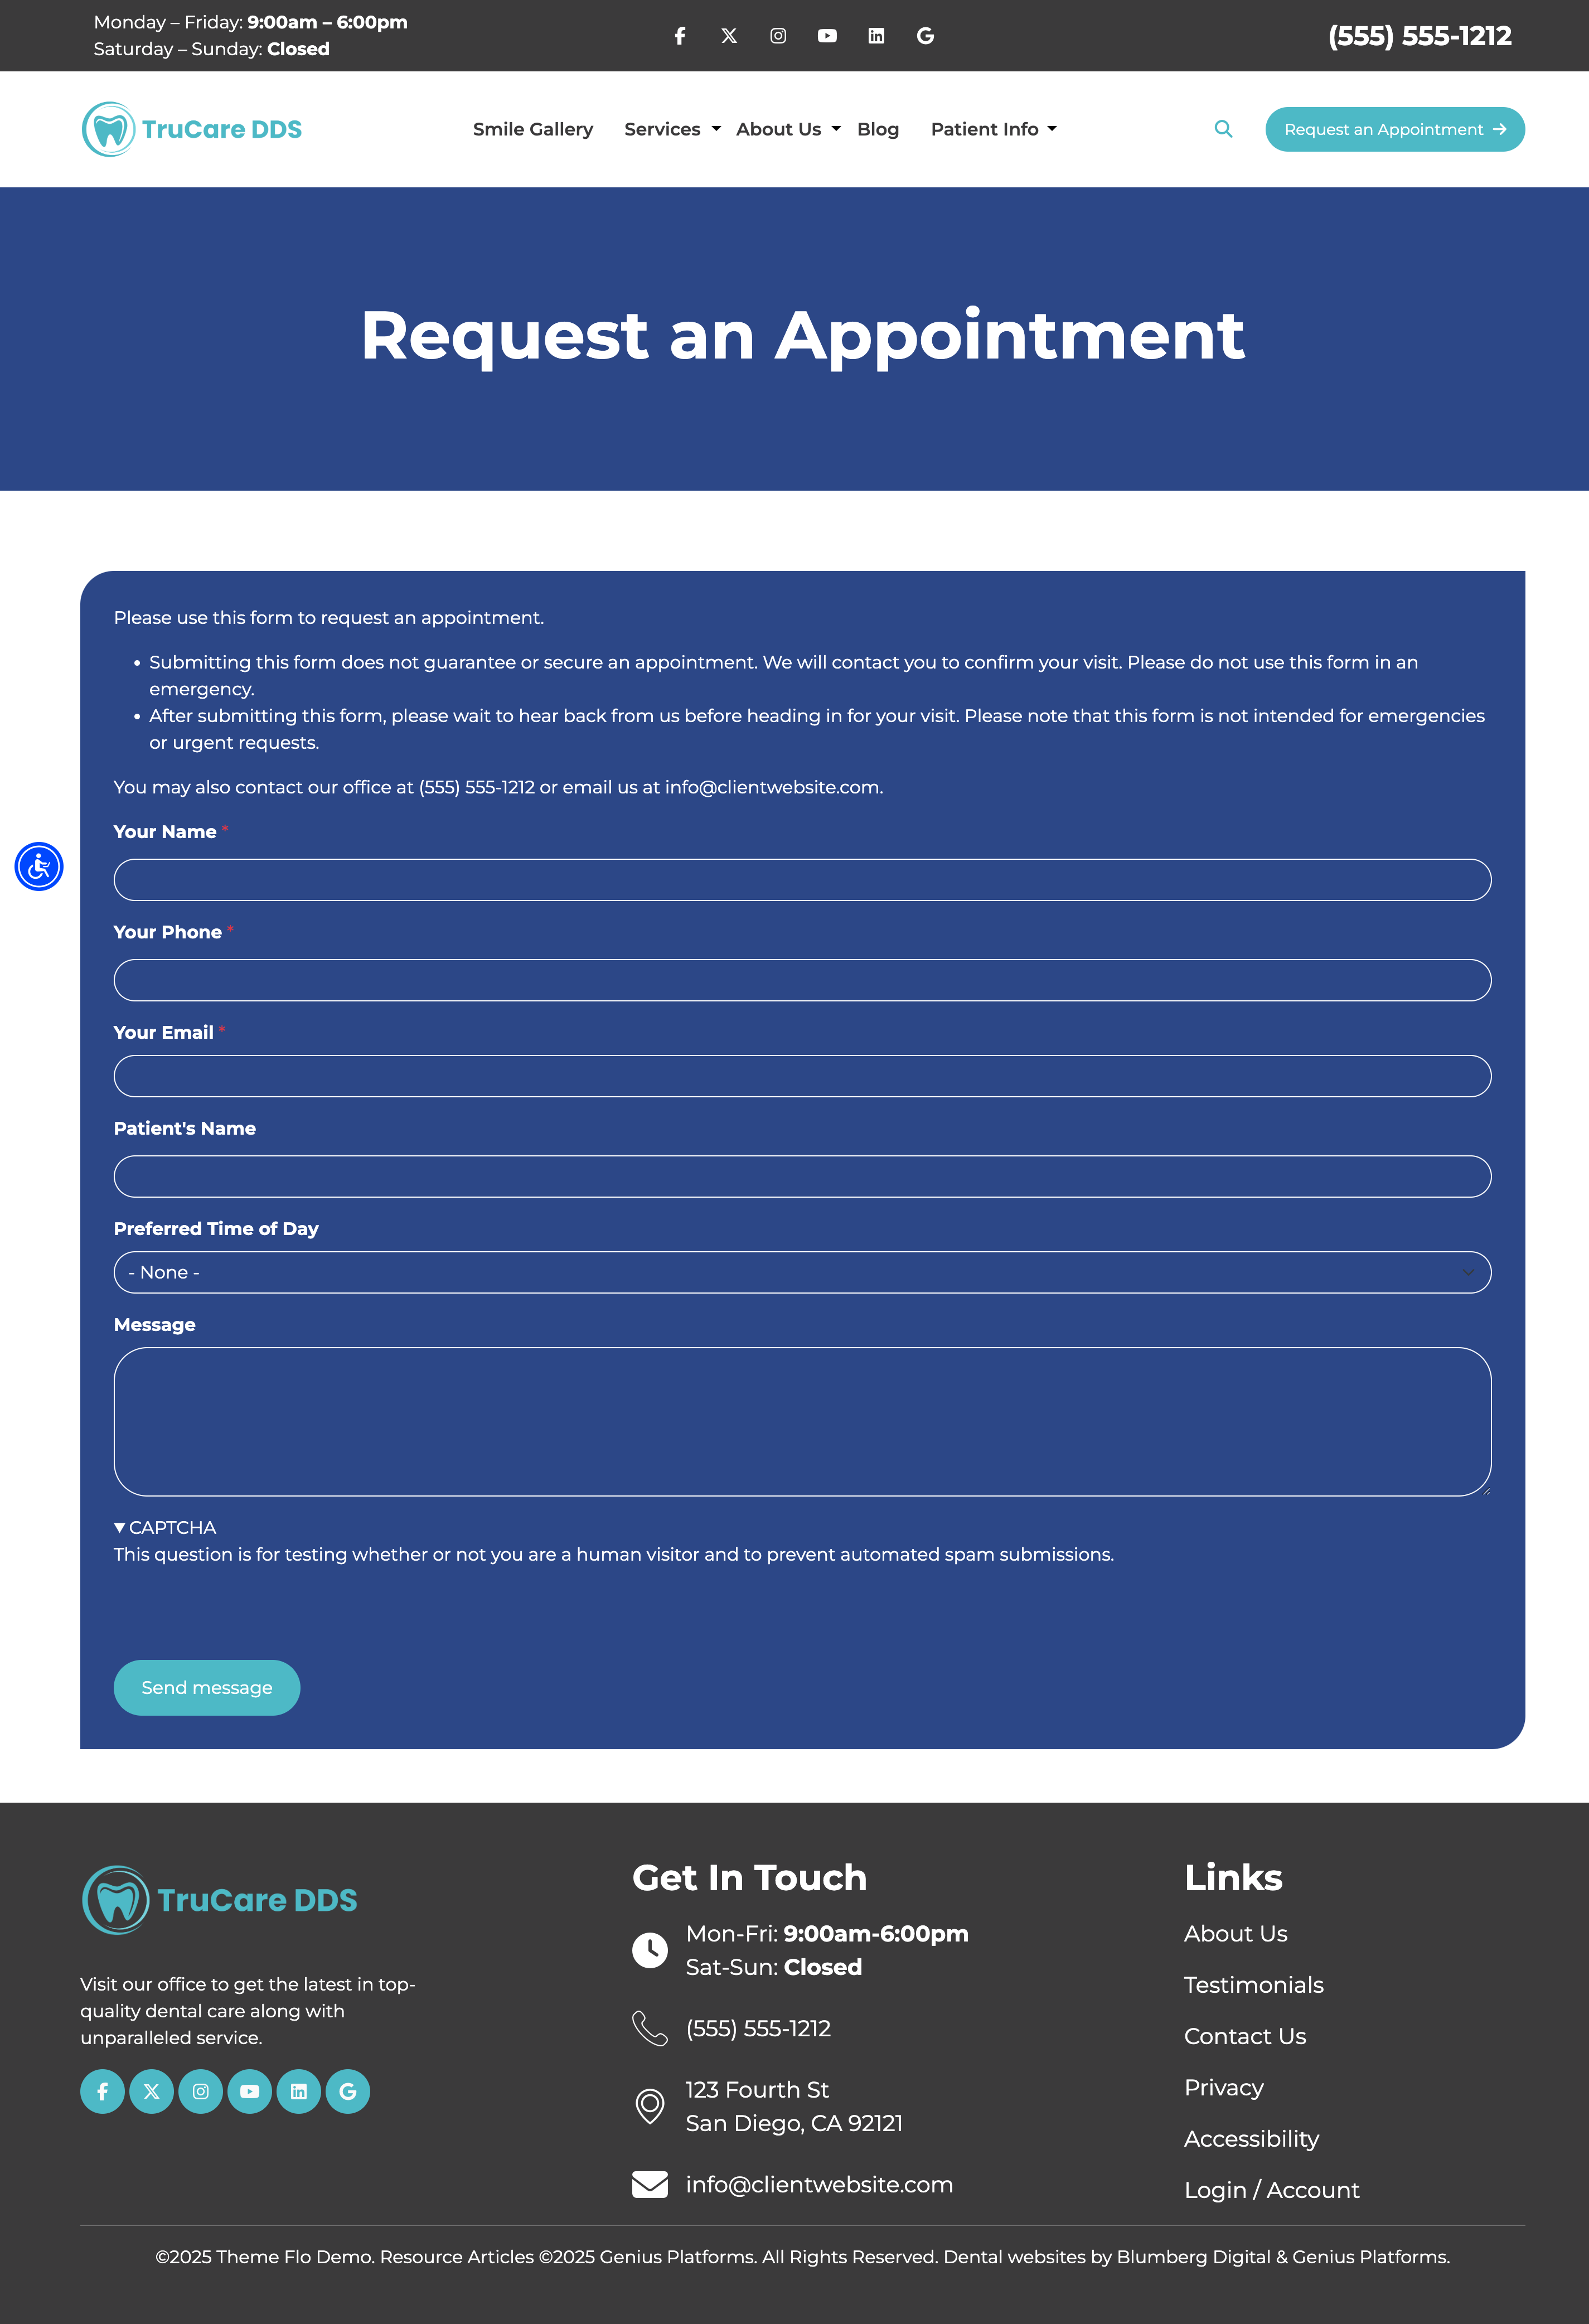 Monday – Friday: 9:00am – 6:00pm
Saturday – Sunday: Closed
(555) 555-1212
TruCare DDS
Smile Gallery
Services
About Us
Blog
Patient Info
Request an Appointment
Request an Appointment
Please use this form to request an appointment.
Submitting this form does not guarantee or secure an appointment. We will contact you to confirm your visit. Please do not use this form in an
emergency.
After submitting this form, please wait to hear back from us before heading in for your visit. Please note that this form is not intended for emergencies
or urgent requests.
You may also contact our office at (555) 555-1212 or email us at info@clientwebsite.com.
Your Name *
Your Phone *
Your Email *
Patient's Name
Preferred Time of Day
- None -
Message
CAPTCHA
This question is for testing whether or not you are a human visitor and to prevent automated spam submissions.
Send message
TruCare DDS
Visit our office to get the latest in top-
quality dental care along with
unparalleled service.
Get In Touch
Mon-Fri: 9:00am-6:00pm
Sat-Sun: Closed
(555) 555-1212
123 Fourth St
San Diego, CA 92121
info@clientwebsite.com
Links
About Us
Testimonials
Contact Us
Privacy
Accessibility
Login / Account
©2025 Theme Flo Demo. Resource Articles ©2025 Genius Platforms. All Rights Reserved. Dental websites by Blumberg Digital & Genius Platforms.